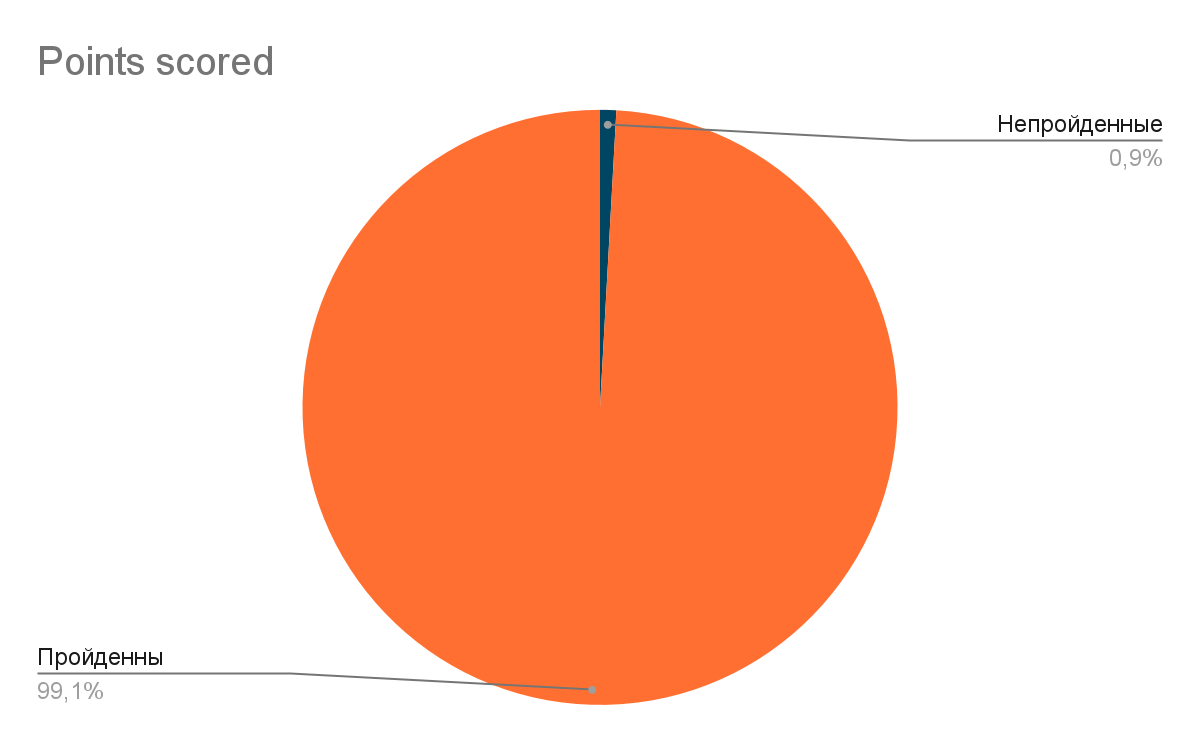 Points scored
Непройденные
0,9%
Пройденны
99,1%